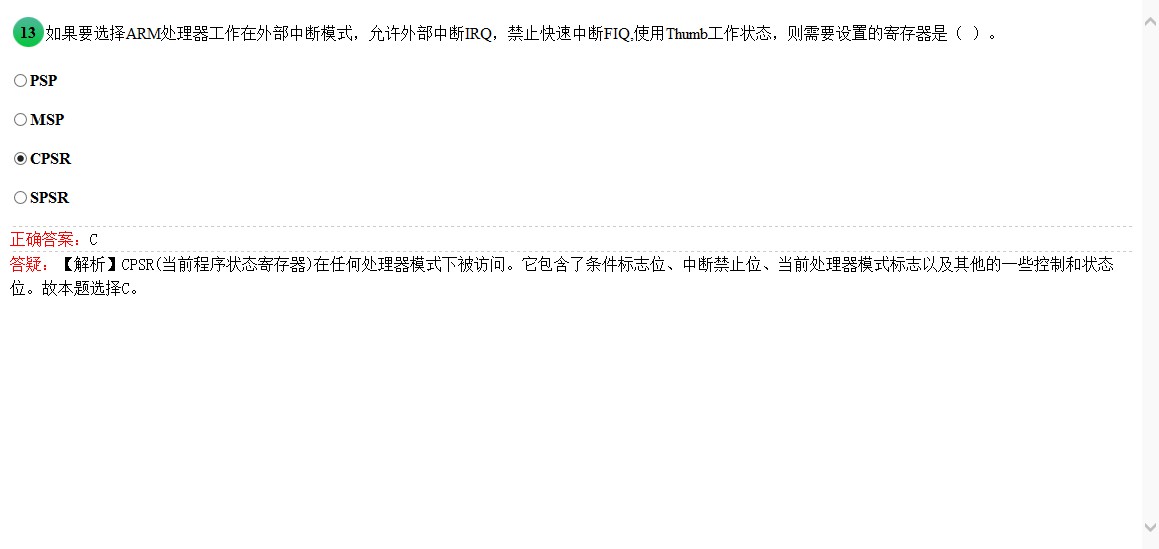 13 如果要选择ARM处理器工作在外部中断模式，允许外部中断IRQ，禁止快速中断FIQ,使用Thumb工作状态，则需要设置的寄存器是（ ）。
PSP
MSP
CPSR
SPSR
正确答案：C
答疑：【解析】CPSR(当前程序状态寄存器)在任何处理器模式下被访问。它包含了条件标志位、中断禁止位、当前处理器模式标志以及其他的一些控制和状态
位。故本题选择C。